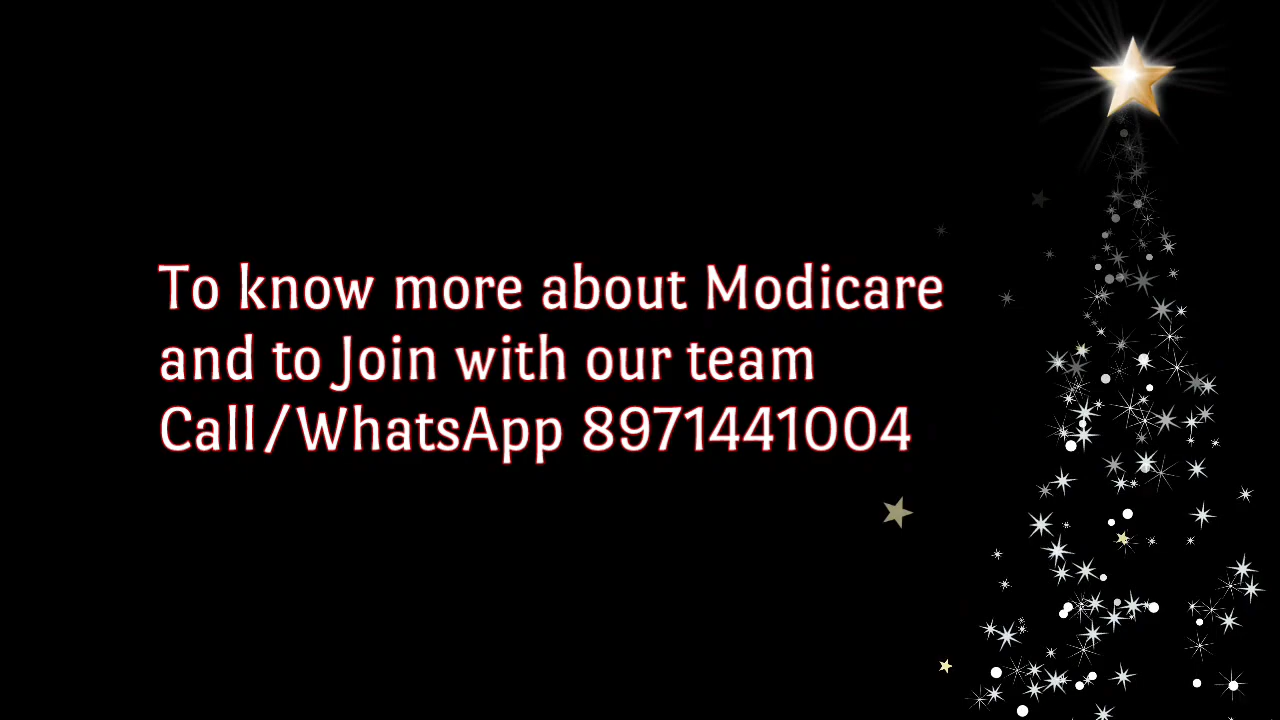 To know more about Modicare
and to Join with our team
Call/WhatsApp 8971441004